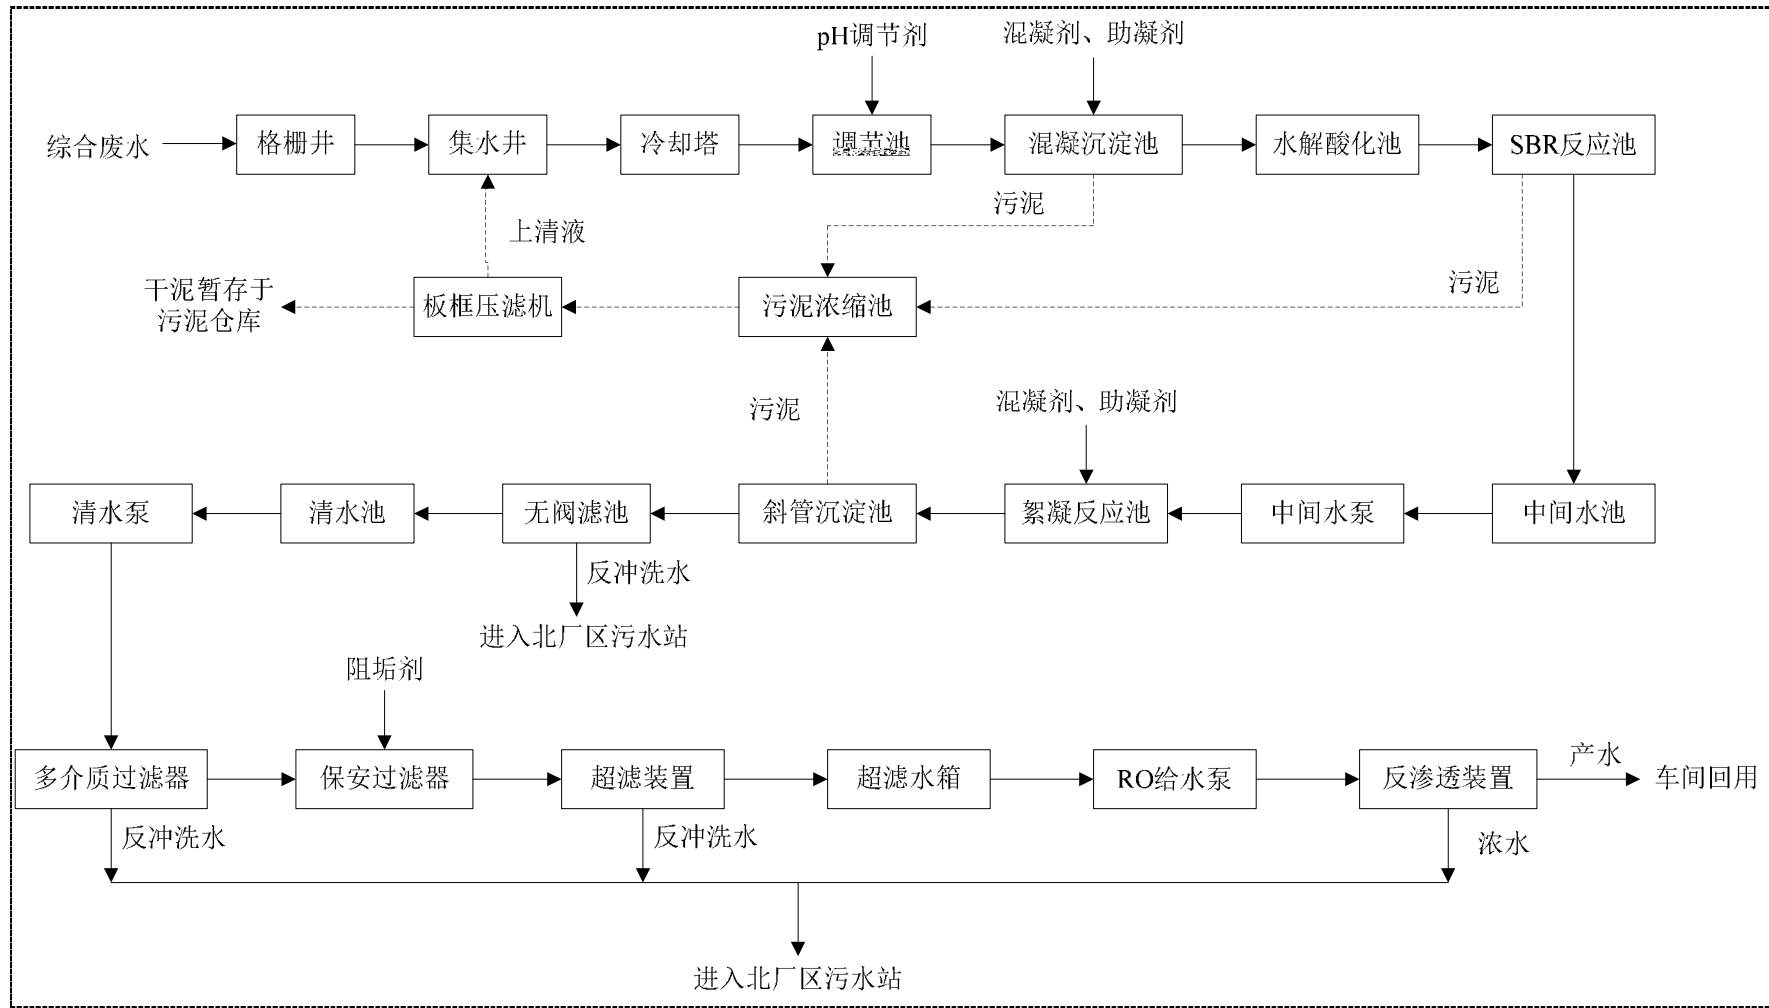 pH调节剂
混凝剂、助凝剂
综合废水
格栅井
集水井
冷却塔
调节池
混凝沉淀池
水解酸化池
SBR反应池
污泥
上清液
污泥
干泥暂存于
污泥仓库
板框压滤机
污泥浓缩池
污泥
混凝剂、助凝剂
清水泵
清水池
无阀滤池
斜管沉淀池
絮凝反应池
中间水泵
中间水池
反冲洗水
进入北厂区污水站
阻垢剂
多介质过滤器
保安过滤器
超滤装置
超滤水箱
RO给水泵
反渗透装置
产水
车间回用
反冲洗水
反冲洗水
浓水
进入北厂区污水站